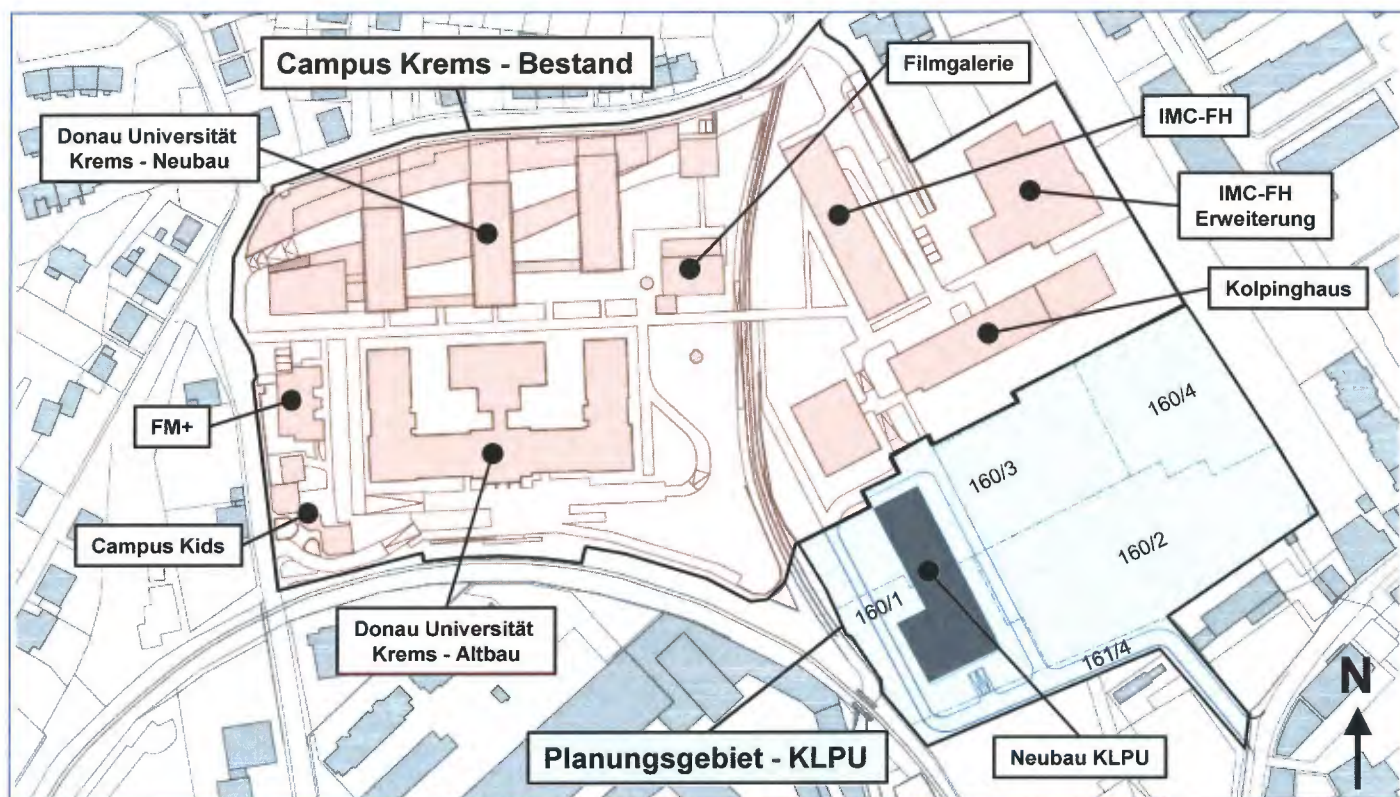 Campus Krems - Bestand
Filmgalerie
Donau Universität
Krems - Neubau
IMC-FH
IMC-FH
Erweiterung
Kolpinghaus
FM+
160/4
160/3
Campus Kids
160/2
160/1
Donau Universität
Krems - Altbau
161/4
N
Planungsgebiet - KLPU
Neubau KLPU